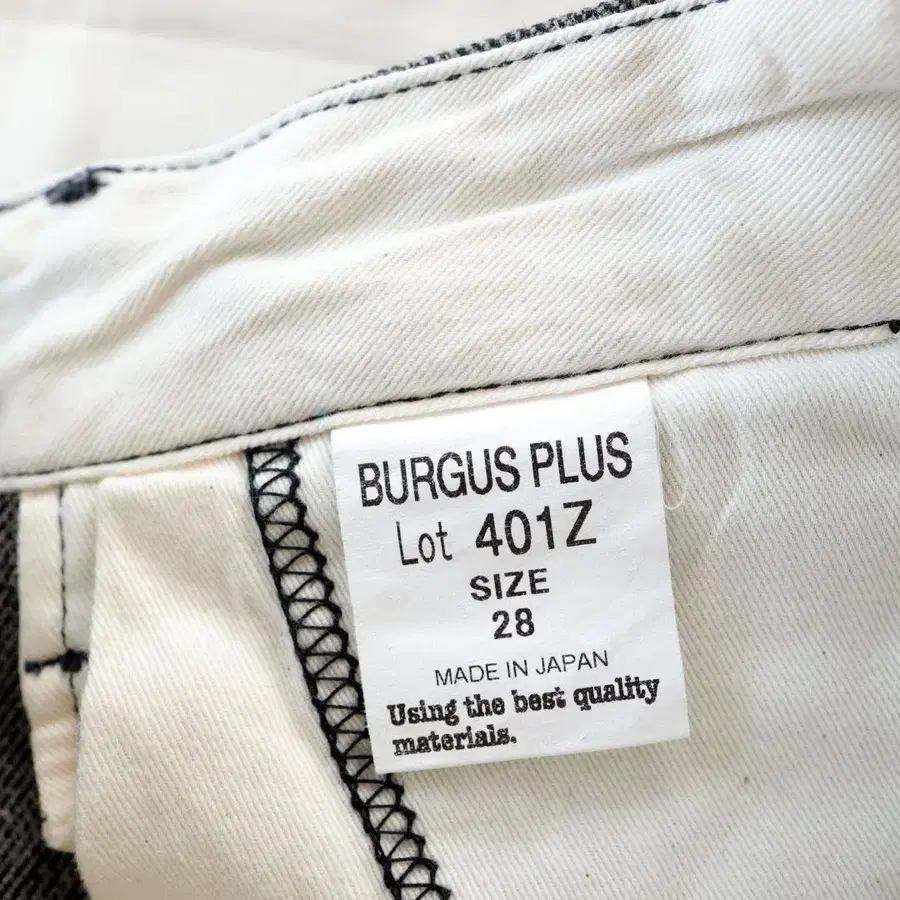 BURGUS PLUS
Lot 401Z
SIZE
28
MADE IN JAPAN
Using the best quality
materials.